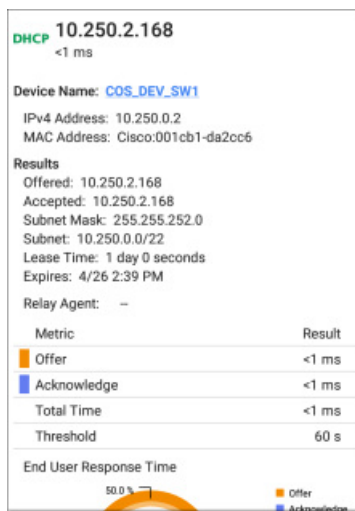 DHCP 10.250.2.168
<1 ms
Device Name: COS_DEV_SW1
IPv4 Address: 10.250.0.2
MAC Address: Cisco:001cb1-da2cc6
Results
Offered: 10.250.2.168
Accepted: 10.250.2.168
Subnet Mask: 255.255.252.0
Subnet: 10.250.0.0/22
Lease Time: 1 day 0 seconds
Expires: 4/26 2:39 PM
Relay Agent: --
Metric Result
Offer <1 ms
Acknowledge <1 ms
Total Time <1 ms
Threshold 60 s
End User Response Time
50.0 % Offer
Acknowledge